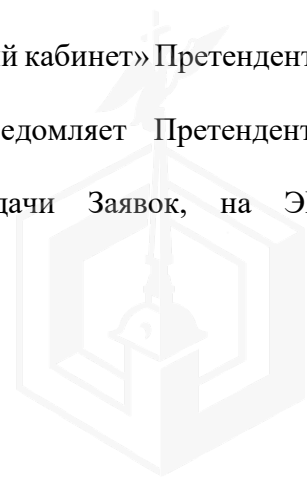 й кабинет» Претендент
едомляет Претендент
дачи Заявок, на Э